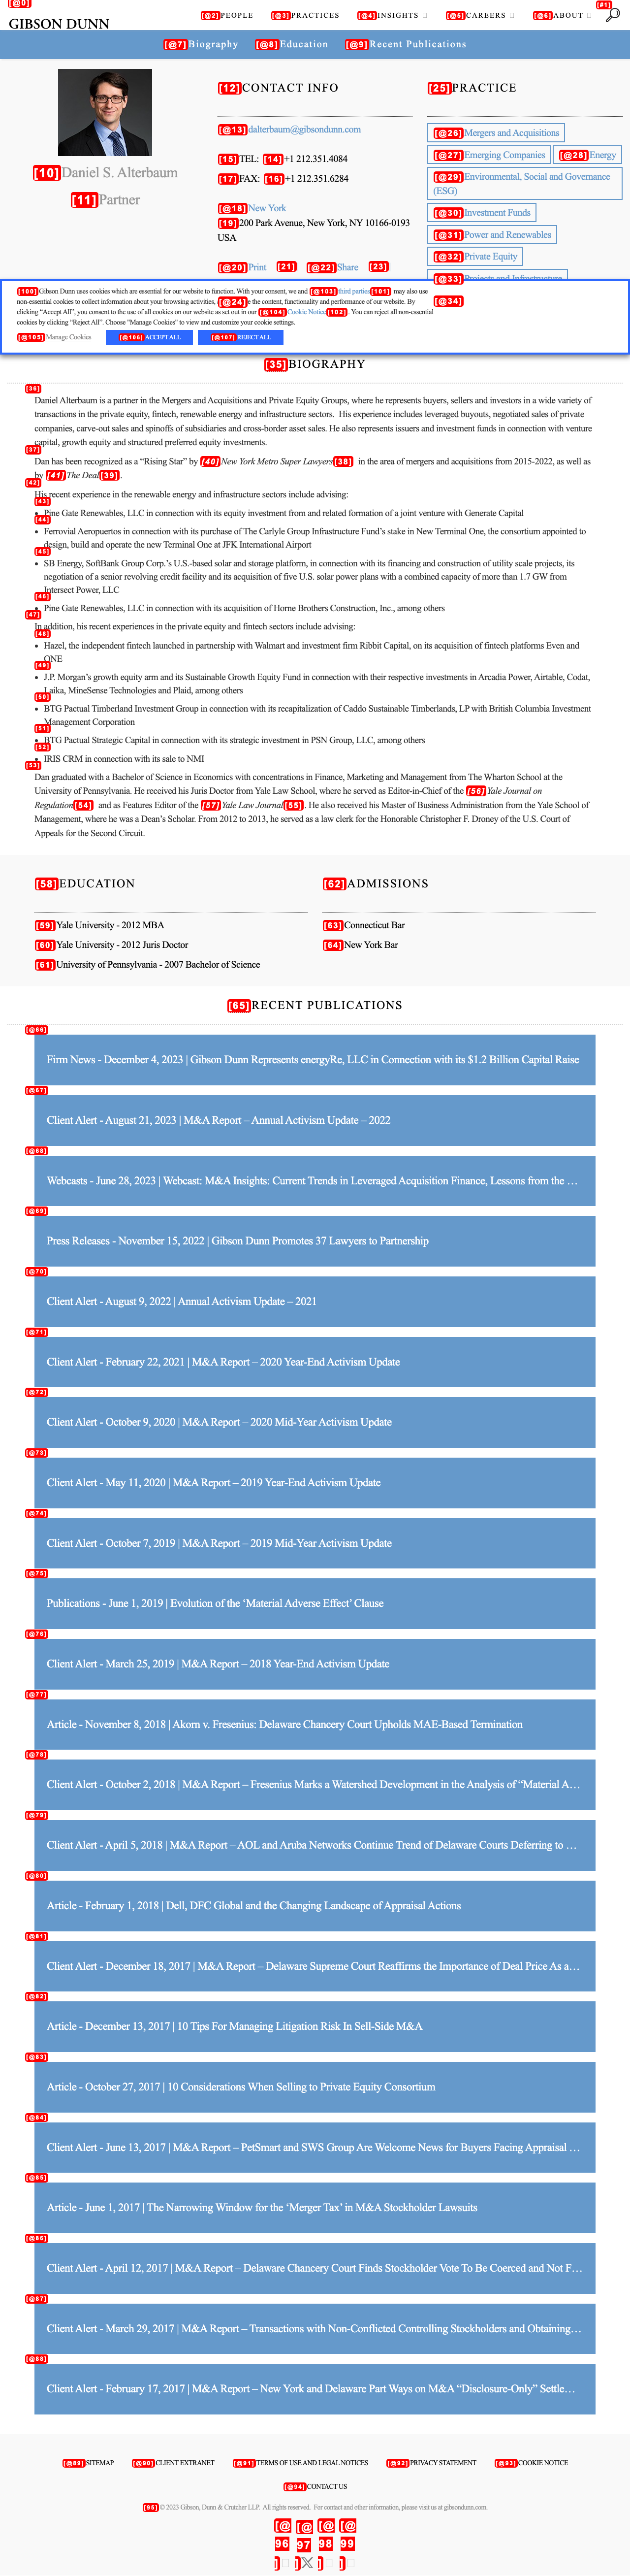 [@0]
[@1]
GIBSON DUNN
[@2]PEOPLE [@3]PRACTICES [@4]INSIGHTS [@5]CAREERS [@6]ABOUT
[@7]Biography [@8]Education [@9]Recent Publications
[10]Daniel S. Alterbaum
[11]Partner
[12]CONTACT INFO
[@13]dalterbaum@gibsondunn.com
[15]TEL: [14]+1 212.351.4084
[17]FAX: [16]+1 212.351.6284
[@18]New York
[19]200 Park Avenue, New York, NY 10166-0193
USA
[@20]Print [21] [@22]Share [23]
[25]PRACTICE
[@26]Mergers and Acquisitions
[@27]Emerging Companies [@28]Energy
[@29]Environmental, Social and Governance
(ESG)
[@30]Investment Funds
[@31]Power and Renewables
[@32]Private Equity
[@33]Projects and Infrastructure
[@34]
[100]Gibson Dunn uses cookies which are essential for our website to function. With your consent, we and [@103]third parties[101] may also use
non-essential cookies to collect information about your browsing activities, [@24]e the content, functionality and performance of our website. By
clicking “Accept All”, you consent to the use of all cookies on our website as set out in our [@104]Cookie Notice[102]. You can reject all non-essential
cookies by clicking “Reject All”. Choose "Manage Cookies" to view and customize your cookie settings.
[@105]Manage Cookies [@106]ACCEPT ALL [@107]REJECT ALL
[35]BIOGRAPHY
[36]
Daniel Alterbaum is a partner in the Mergers and Acquisitions and Private Equity Groups, where he represents buyers, sellers and investors in a wide variety of
transactions in the private equity, fintech, renewable energy and infrastructure sectors. His experience includes leveraged buyouts, negotiated sales of private
companies, carve-out sales and spinoffs of subsidiaries and cross-border asset sales. He also represents issuers and investment funds in connection with venture
capital, growth equity and structured preferred equity investments.
[37]
Dan has been recognized as a “Rising Star” by [40]New York Metro Super Lawyers[38] in the area of mergers and acquisitions from 2015-2022, as well as
by [41]The Deal[39].
[42]
His recent experience in the renewable energy and infrastructure sectors include advising:
[43]
• Pine Gate Renewables, LLC in connection with its equity investment from and related formation of a joint venture with Generate Capital
[44]
• Ferrovial Aeropuertos in connection with its purchase of The Carlyle Group Infrastructure Fund’s stake in New Terminal One, the consortium appointed to
design, build and operate the new Terminal One at JFK International Airport
[45]
• SB Energy, SoftBank Group Corp.’s U.S.-based solar and storage platform, in connection with its financing and construction of utility scale projects, its
negotiation of a senior revolving credit facility and its acquisition of five U.S. solar power plants with a combined capacity of more than 1.7 GW from
Intersect Power, LLC
[46]
• Pine Gate Renewables, LLC in connection with its acquisition of Horne Brothers Construction, Inc., among others
[47]
In addition, his recent experiences in the private equity and fintech sectors include advising:
[48]
• Hazel, the independent fintech launched in partnership with Walmart and investment firm Ribbit Capital, on its acquisition of fintech platforms Even and
ONE
[49]
• J.P. Morgan’s growth equity arm and its Sustainable Growth Equity Fund in connection with their respective investments in Arcadia Power, Airtable, Codat,
Laika, MineSense Technologies and Plaid, among others
[50]
• BTG Pactual Timberland Investment Group in connection with its recapitalization of Caddo Sustainable Timberlands, LP with British Columbia Investment
Management Corporation
[51]
• BTG Pactual Strategic Capital in connection with its strategic investment in PSN Group, LLC, among others
[52]
• IRIS CRM in connection with its sale to NMI
[53]
Dan graduated with a Bachelor of Science in Economics with concentrations in Finance, Marketing and Management from The Wharton School at the
University of Pennsylvania. He received his Juris Doctor from Yale Law School, where he served as Editor-in-Chief of the [56]Yale Journal on
Regulation[54] and as Features Editor of the [57]Yale Law Journal[55]. He also received his Master of Business Administration from the Yale School of
Management, where he was a Dean’s Scholar. From 2012 to 2013, he served as a law clerk for the Honorable Christopher F. Droney of the U.S. Court of
Appeals for the Second Circuit.
[58]EDUCATION
[59]Yale University - 2012 MBA
[60]Yale University - 2012 Juris Doctor
[61]University of Pennsylvania - 2007 Bachelor of Science
[62]ADMISSIONS
[63]Connecticut Bar
[64]New York Bar
[65]RECENT PUBLICATIONS
[@66]
Firm News - December 4, 2023 | Gibson Dunn Represents energyRe, LLC in Connection with its $1.2 Billion Capital Raise
[@67]
Client Alert - August 21, 2023 | M&A Report – Annual Activism Update – 2022
[@68]
Webcasts - June 28, 2023 | Webcast: M&A Insights: Current Trends in Leveraged Acquisition Finance, Lessons from the …
[@69]
Press Releases - November 15, 2022 | Gibson Dunn Promotes 37 Lawyers to Partnership
[@70]
Client Alert - August 9, 2022 | Annual Activism Update – 2021
[@71]
Client Alert - February 22, 2021 | M&A Report – 2020 Year-End Activism Update
[@72]
Client Alert - October 9, 2020 | M&A Report – 2020 Mid-Year Activism Update
[@73]
Client Alert - May 11, 2020 | M&A Report – 2019 Year-End Activism Update
[@74]
Client Alert - October 7, 2019 | M&A Report – 2019 Mid-Year Activism Update
[@75]
Publications - June 1, 2019 | Evolution of the ‘Material Adverse Effect’ Clause
[@76]
Client Alert - March 25, 2019 | M&A Report – 2018 Year-End Activism Update
[@77]
Article - November 8, 2018 | Akorn v. Fresenius: Delaware Chancery Court Upholds MAE-Based Termination
[@78]
Client Alert - October 2, 2018 | M&A Report – Fresenius Marks a Watershed Development in the Analysis of “Material A…
[@79]
Client Alert - April 5, 2018 | M&A Report – AOL and Aruba Networks Continue Trend of Delaware Courts Deferring to …
[@80]
Article - February 1, 2018 | Dell, DFC Global and the Changing Landscape of Appraisal Actions
[@81]
Client Alert - December 18, 2017 | M&A Report – Delaware Supreme Court Reaffirms the Importance of Deal Price As a…
[@82]
Article - December 13, 2017 | 10 Tips For Managing Litigation Risk In Sell-Side M&A
[@83]
Article - October 27, 2017 | 10 Considerations When Selling to Private Equity Consortium
[@84]
Client Alert - June 13, 2017 | M&A Report – PetSmart and SWS Group Are Welcome News for Buyers Facing Appraisal …
[@85]
Article - June 1, 2017 | The Narrowing Window for the ‘Merger Tax’ in M&A Stockholder Lawsuits
[@86]
Client Alert - April 12, 2017 | M&A Report – Delaware Chancery Court Finds Stockholder Vote To Be Coerced and Not F…
[@87]
Client Alert - March 29, 2017 | M&A Report – Transactions with Non-Conflicted Controlling Stockholders and Obtaining…
[@88]
Client Alert - February 17, 2017 | M&A Report – New York and Delaware Part Ways on M&A “Disclosure-Only” Settle…
[@89]SITEMAP [@90]CLIENT EXTRANET [@91]TERMS OF USE AND LEGAL NOTICES [@92]PRIVACY STATEMENT [@93]COOKIE NOTICE
[@94]CONTACT US
[95]© 2023 Gibson, Dunn & Crutcher LLP. All rights reserved. For contact and other information, please visit us at gibsondunn.com.
[@ [@ [@ [@
96 97 98 99
] ] ] ]